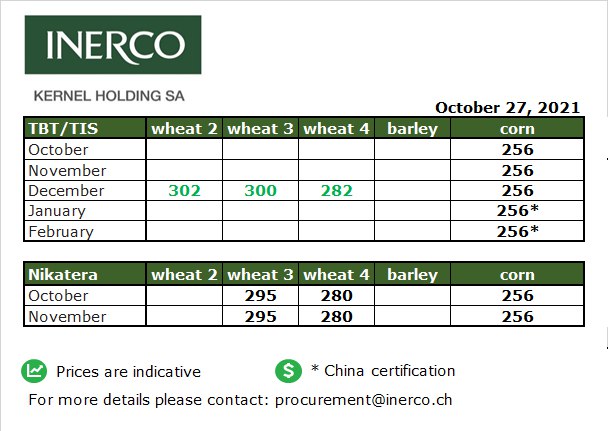 INERCO
KERNEL HOLDING SA
October 27, 2021
TBT/TIS wheat 2 wheat 3 wheat 4 barley corn
October 256
November 256
December 302 300 282 256
January 256*
February 256*
Nikatera wheat 2 wheat 3 wheat 4 barley corn
October 295 280 256
November 295 280 256
Prices are indicative $ * China certification
For more details please contact: procurement@inerco.ch